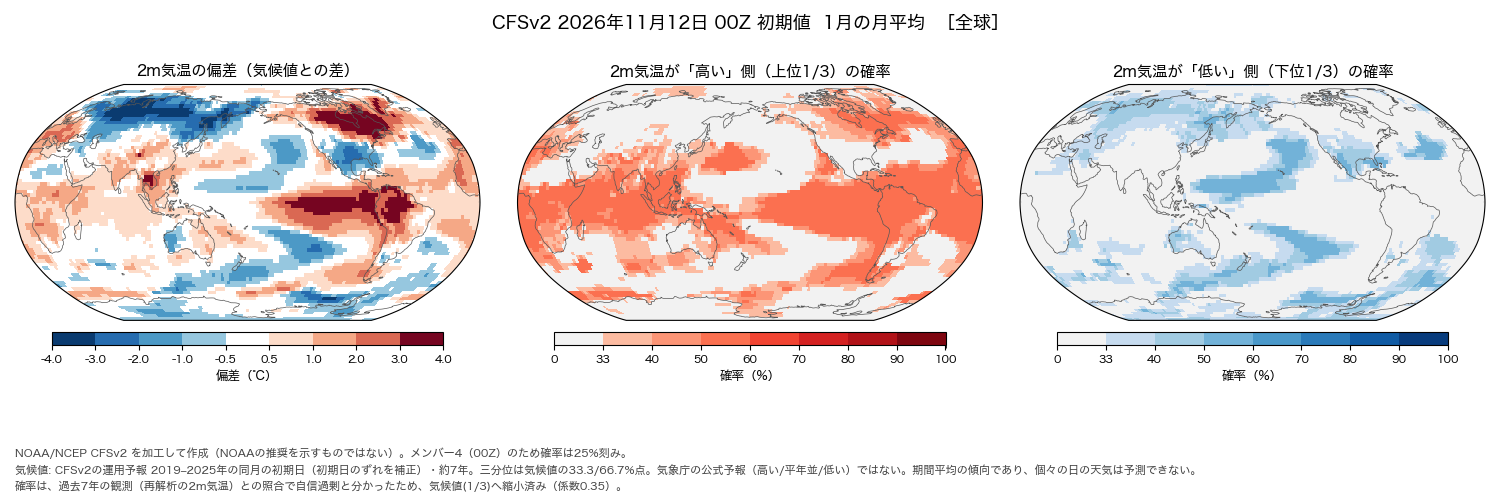 CFSv2 2026年11月12日 00Z 初期値 1月の月平均 ［全球］
2m気温の偏差（気候値との差）
2m気温が「高い」側（上位1/3）の確率
2m気温が「低い」側（下位1/3）の確率
-4.0 -3.0 -2.0 -1.0 -0.5 0.5 1.0 2.0 3.0 4.0
偏差（℃）
0 33 40 50 60 70 80 90 100
確率（%）
0 33 40 50 60 70 80 90 100
確率（%）
NOAA/NCEP CFSv2 を加工して作成（NOAAの推奨を示すものではない）。メンバー4（00Z）のため確率は25%刻み。
気候値: CFSv2の運用予報 2019–2025年の同月の初期日（初期日のずれを補正）・約7年。三分位は気候値の33.3/66.7%点。気象庁の公式予報（高い/平年並/低い）ではない。期間平均の傾向であり、個々の日の天気は予測できない。
確率は、過去7年の観測（再解析の2m気温）との照合で自信過剰と分かったため、気候値(1/3)へ縮小済み（係数0.35）。